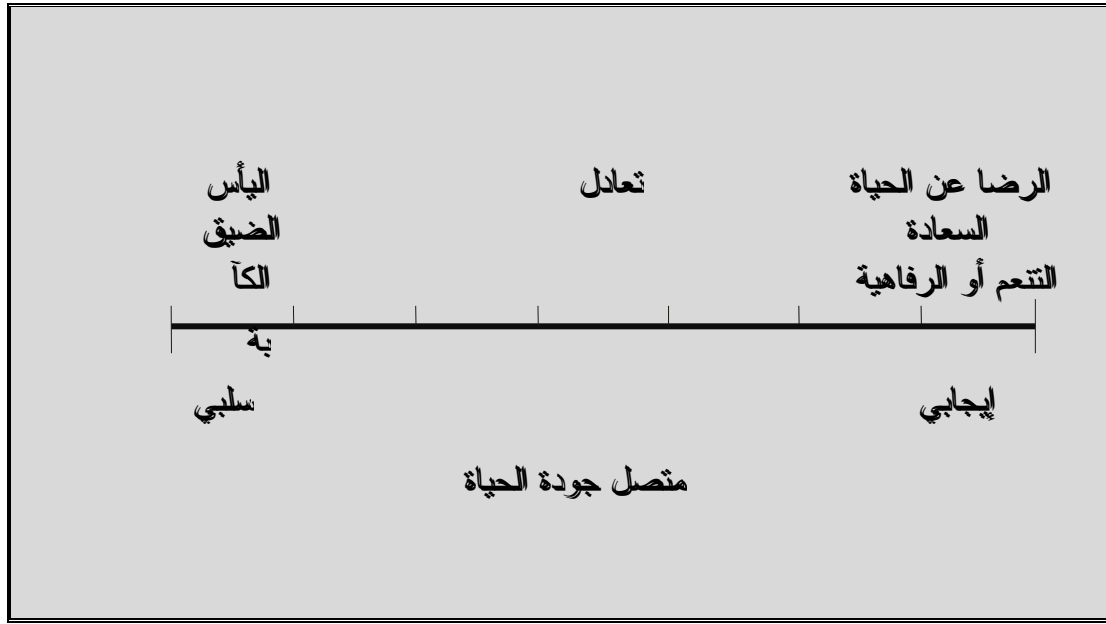 الرضا عن الحياة
السعادة
التنعم أو الرفاهية
تعادل
اليأس
الضيق
الكآ
بة
إيجابي
سلبي
متصل جودة الحياة